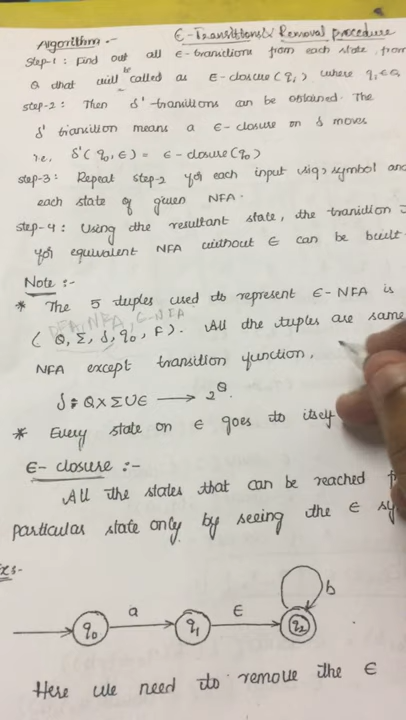 ϵ-Transitions & Removal procedure
Algorithm:-
step-1: Find out all ϵ-transitions from each state from
Q that will be called as ϵ-closure(qi) where qi ∈ Q
step-2: Then δ' transitions can be obtained. The
δ' transition means a ϵ-closure on δ moves
i.e, δ'(q0, ϵ) = ϵ-closure(q0)
step-3: Repeat step-2 for each input symbol and
each state of given NFA.
step-4: Using the resultant state, the transition
for equivalent NFA without ϵ can be built
Note:-
* The 5 tuples used to represent ϵ-NFA is
DFA, NFA, ϵ-NFA
(Q, Σ, δ, q0, F). All the tuples are same
NFA except transition function.
δ: Q×Σ∪ϵ ⟶ 2^Q
* Every state on ϵ goes to itself
ϵ-closure:-
All the states that can be reached
particular state only by seeing the ϵ
Exs-
q0 a q1 ϵ q2 b
Here we need to remove the ϵ